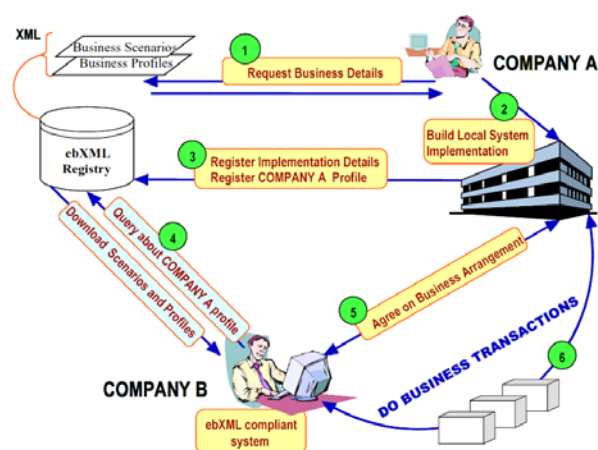 XML
Business Scenarios
Business Profiles
1
Request Business Details
COMPANY A
2
Build Local System
Implementation
ebXML
Registry
3
Register Implementation Details
Register COMPANY A Profile
4
Query about COMPANY A profile
Download Scenarios and Profiles
5
Agree on Business Arrangement
6
DO BUSINESS TRANSACTIONS
COMPANY B
ebXML compliant
system